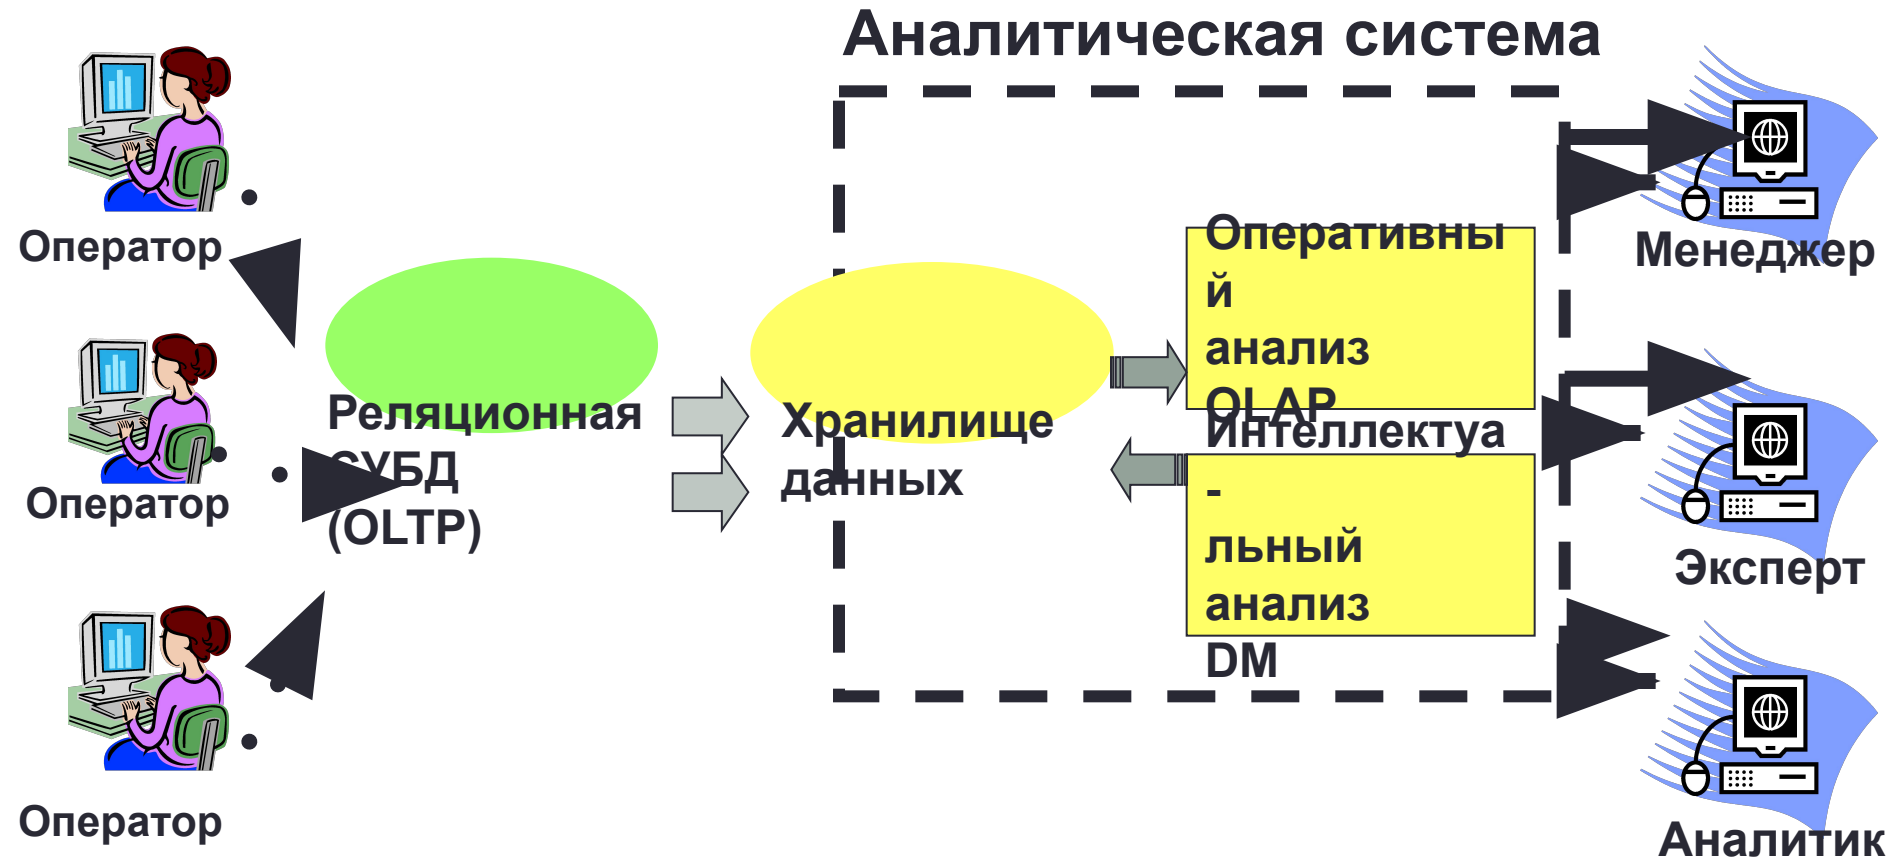 Аналитическая система
Оператор
Оператор
Оператор
Реляционная
СУБД
(OLTP)
Хранилище
данных
Оперативны
й
анализ
OLAP
Интеллектуа
-
льный
анализ
DM
Менеджер
Эксперт
Аналитик